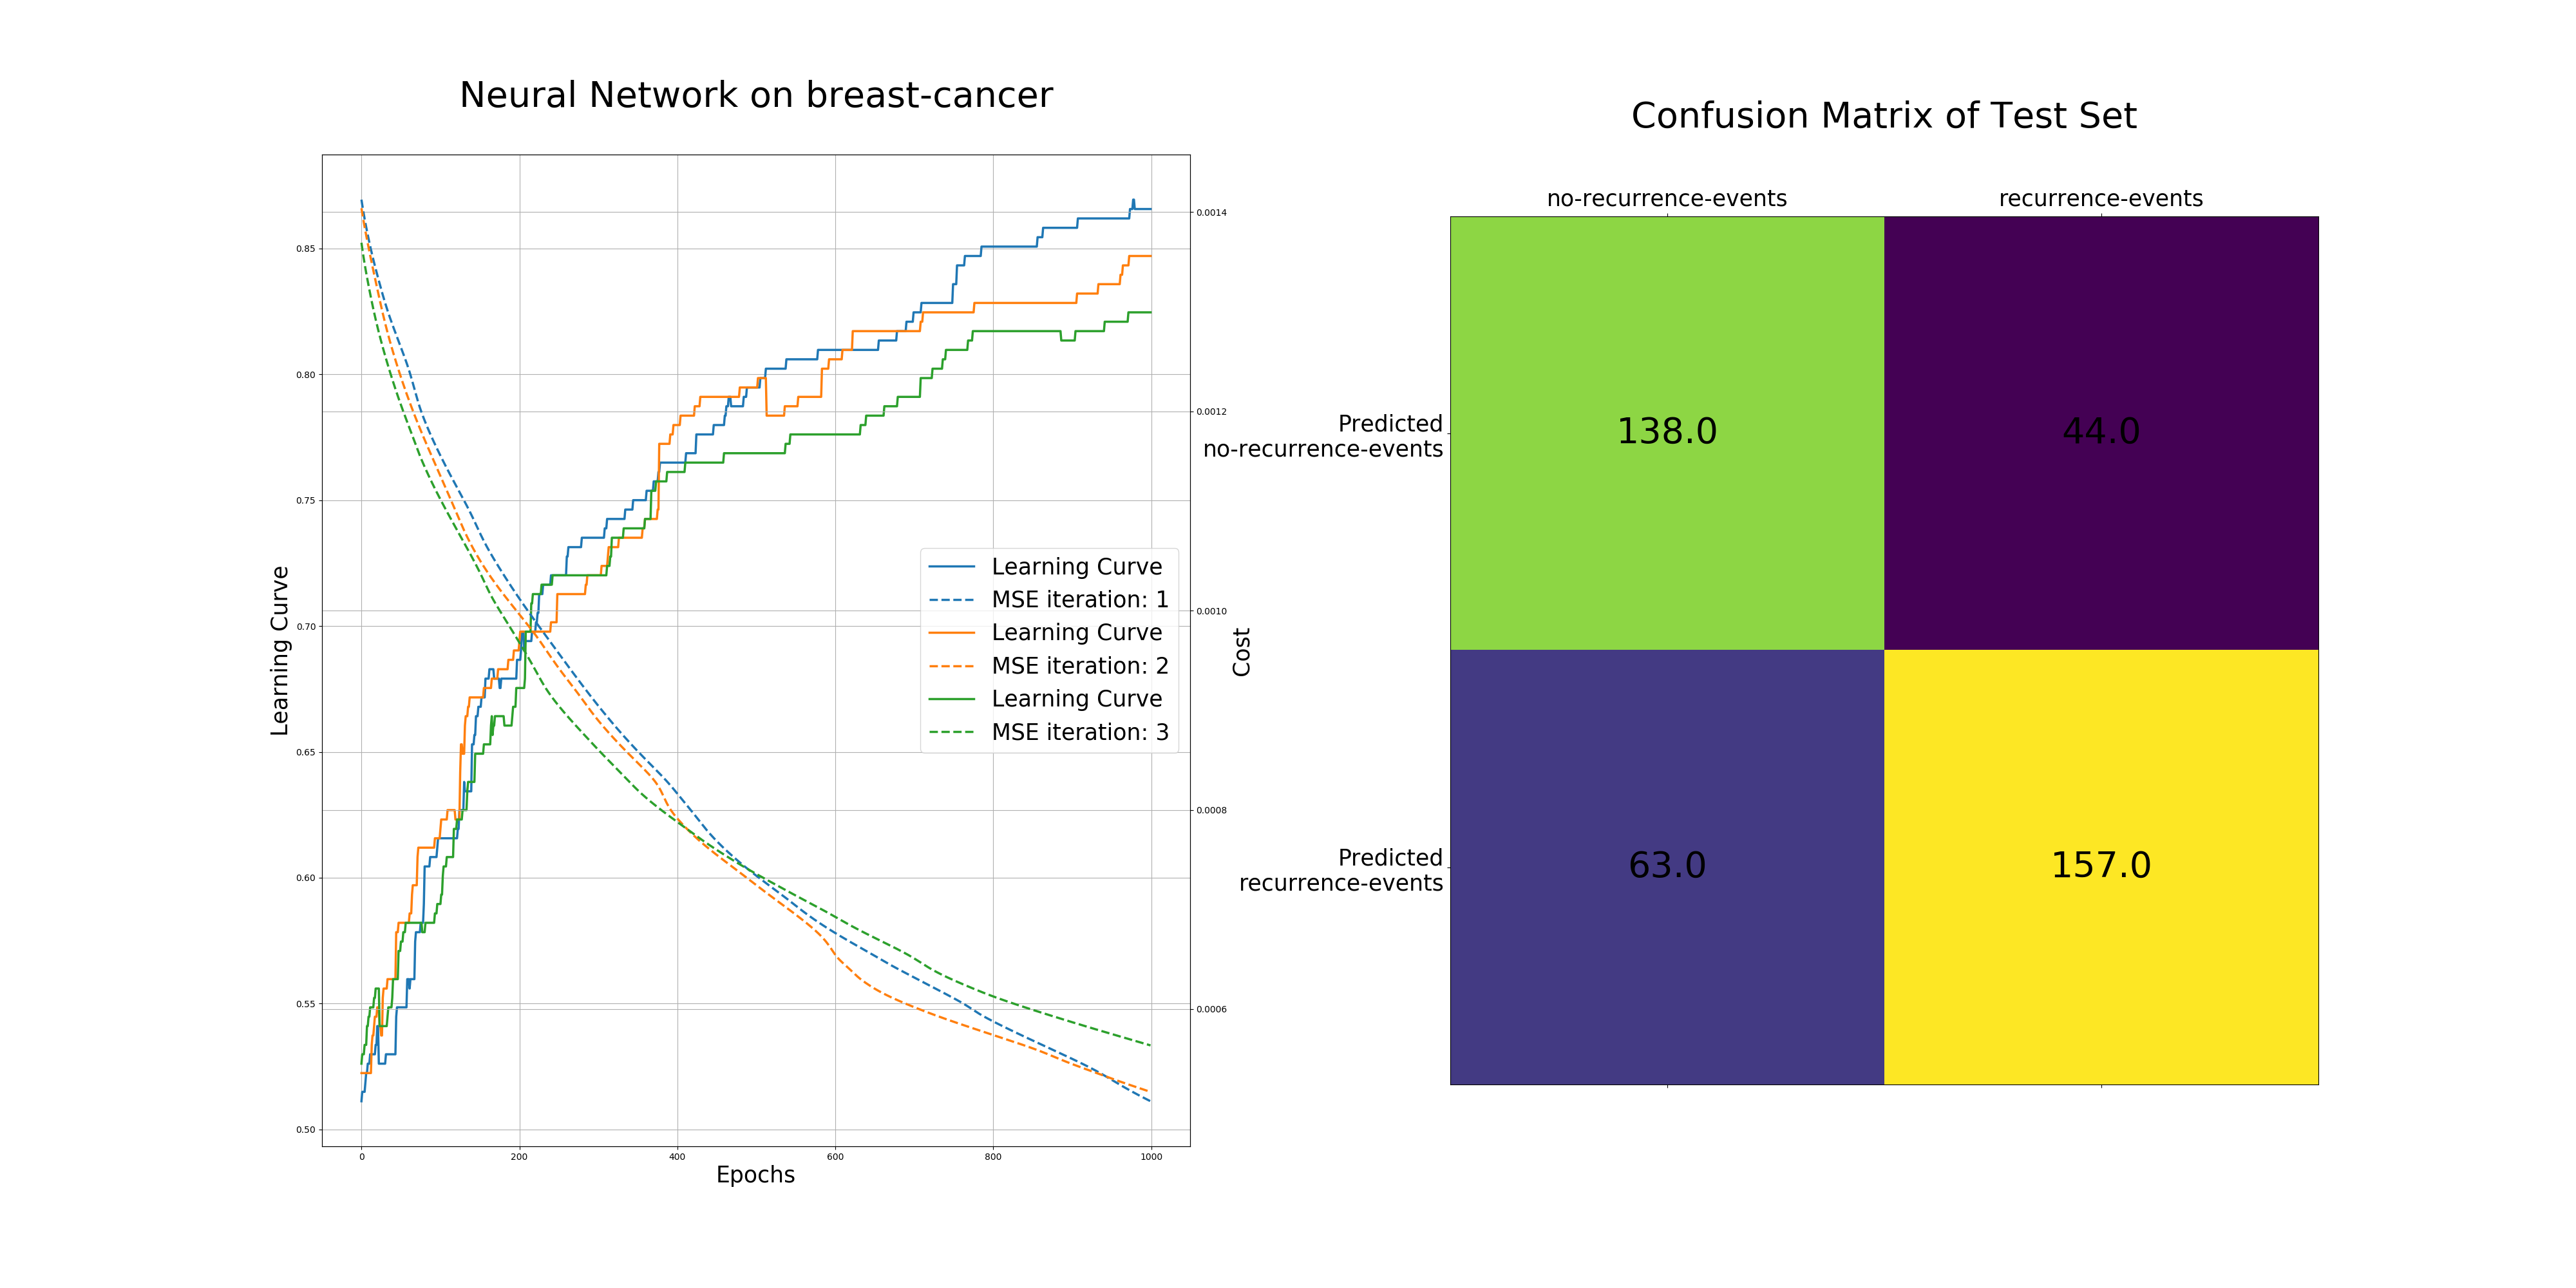 Neural Network on breast-cancer
Learning Curve
0.85
0.80
0.75
0.70
0.65
0.60
0.55
0.50
0
200
400
600
800
1000
Epochs
0.0014
0.0012
0.0010
0.0008
0.0006
Cost
Learning Curve
MSE iteration: 1
Learning Curve
MSE iteration: 2
Learning Curve
MSE iteration: 3
Confusion Matrix of Test Set
no-recurrence-events
recurrence-events
Predicted
no-recurrence-events
138.0
44.0
Predicted
recurrence-events
63.0
157.0